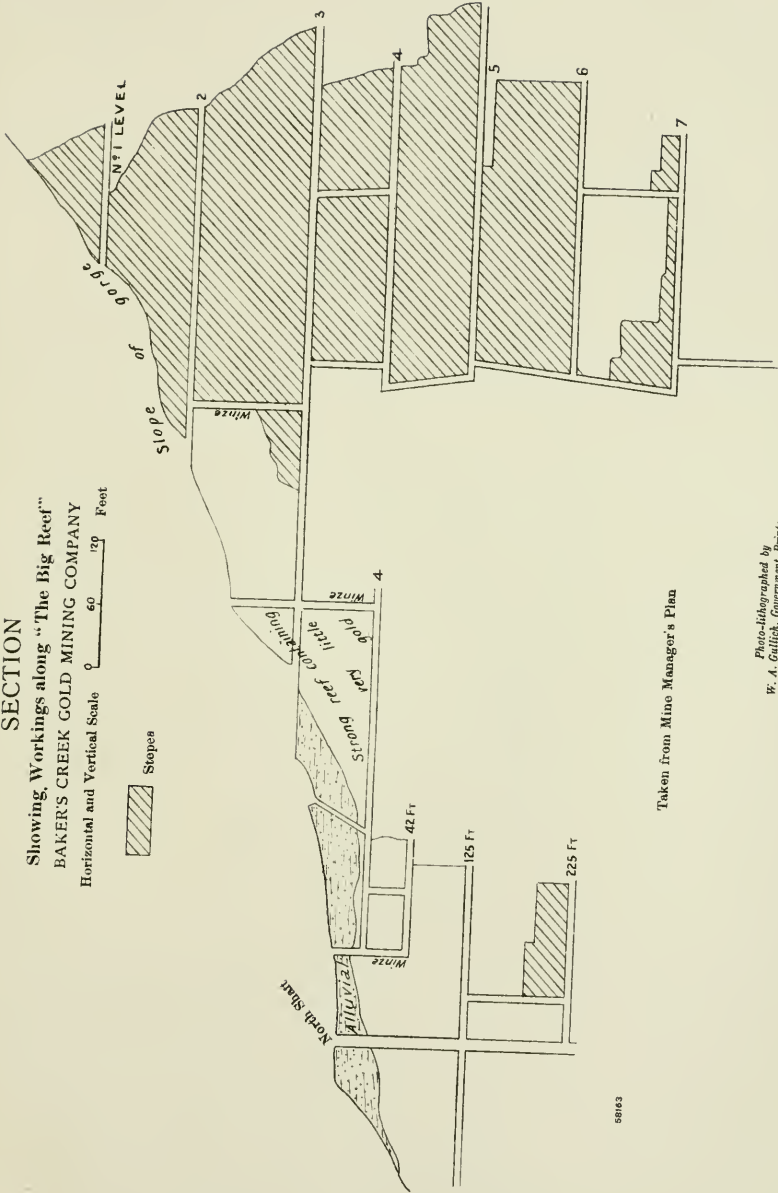 SECTION
Showing, Workings along "The Big Reef"
BAKER'S CREEK GOLD MINING COMPANY
Horizontal and Vertical Scale 0 60 120 Feet
Stopes
Nº 1 LEVEL
2
3
4
5
6
7
Slope of gorge
Winze
Winze
4
Strong reef containing
very little
gold
42 FT
125 FT
225 FT
Winze
North Shaft
Alluvial
Taken from Mine Manager's Plan
58163
Photo-lithographed by
W. A. Gullick, Government